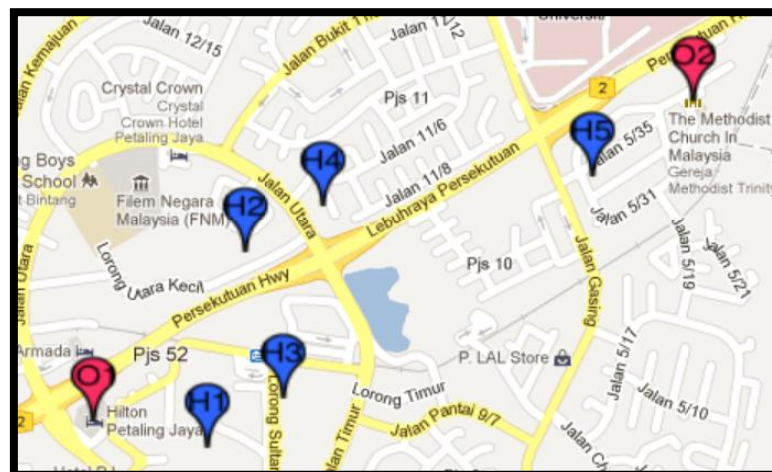 Jalan 12/15
Jalan Kemajuan
Jalan Bukit
Jalan 12/12
Universiti
Persekutuan
2
O2
Crystal Crown
Crystal
Crown Hotel
Petaling Jaya
Pjs 11
Jalan 11/6
H5
Jalan 5/35
The Methodist
Church In
Malaysia
Gereja
Methodist Trinity
ng Boys
School
t Bintang
Filem Negara
Malaysia (FNM)
H4
H2
Jalan Utara
Jalan 11/8
Lebuhraya Persekutuan
Jalan 5/31
Lorong
Utara Kecil
Persekutuan Hwy
Pjs 10
Jalan Gasing
Jalan 5/19
Jalan 5/21
Jalan Utara
Armada
Pjs 52
H3
P. LAL Store
Jalan 5/17
O1
Hilton
Petaling Jaya
H1
Lorong Sultan
Lorong Timur
Jalan Timur
Jalan Pantai 9/7
Jalan 5/10
2